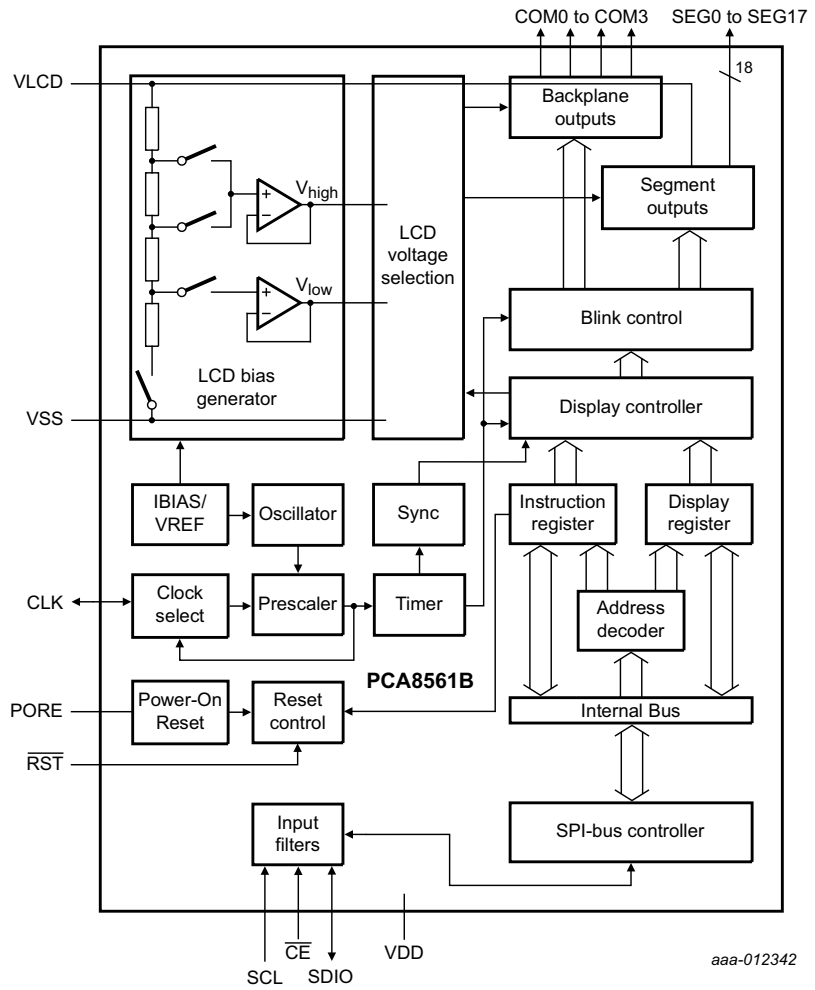 COM0 to COM3
SEG0 to SEG17
18
VLCD
Backplane
outputs
Segment
outputs
Vhigh
+
−
LCD
voltage
selection
Vlow
+
−
LCD bias
generator
Blink control
VSS
Display controller
IBIAS/
VREF
Oscillator
Sync
Instruction
register
Display
register
CLK
Clock
select
Prescaler
Timer
Address
decoder
PCA8561B
PORE
Power-On
Reset
Reset
control
Internal Bus
RST
Input
filters
SPI-bus controller
SCL
CE
SDIO
VDD
aaa-012342